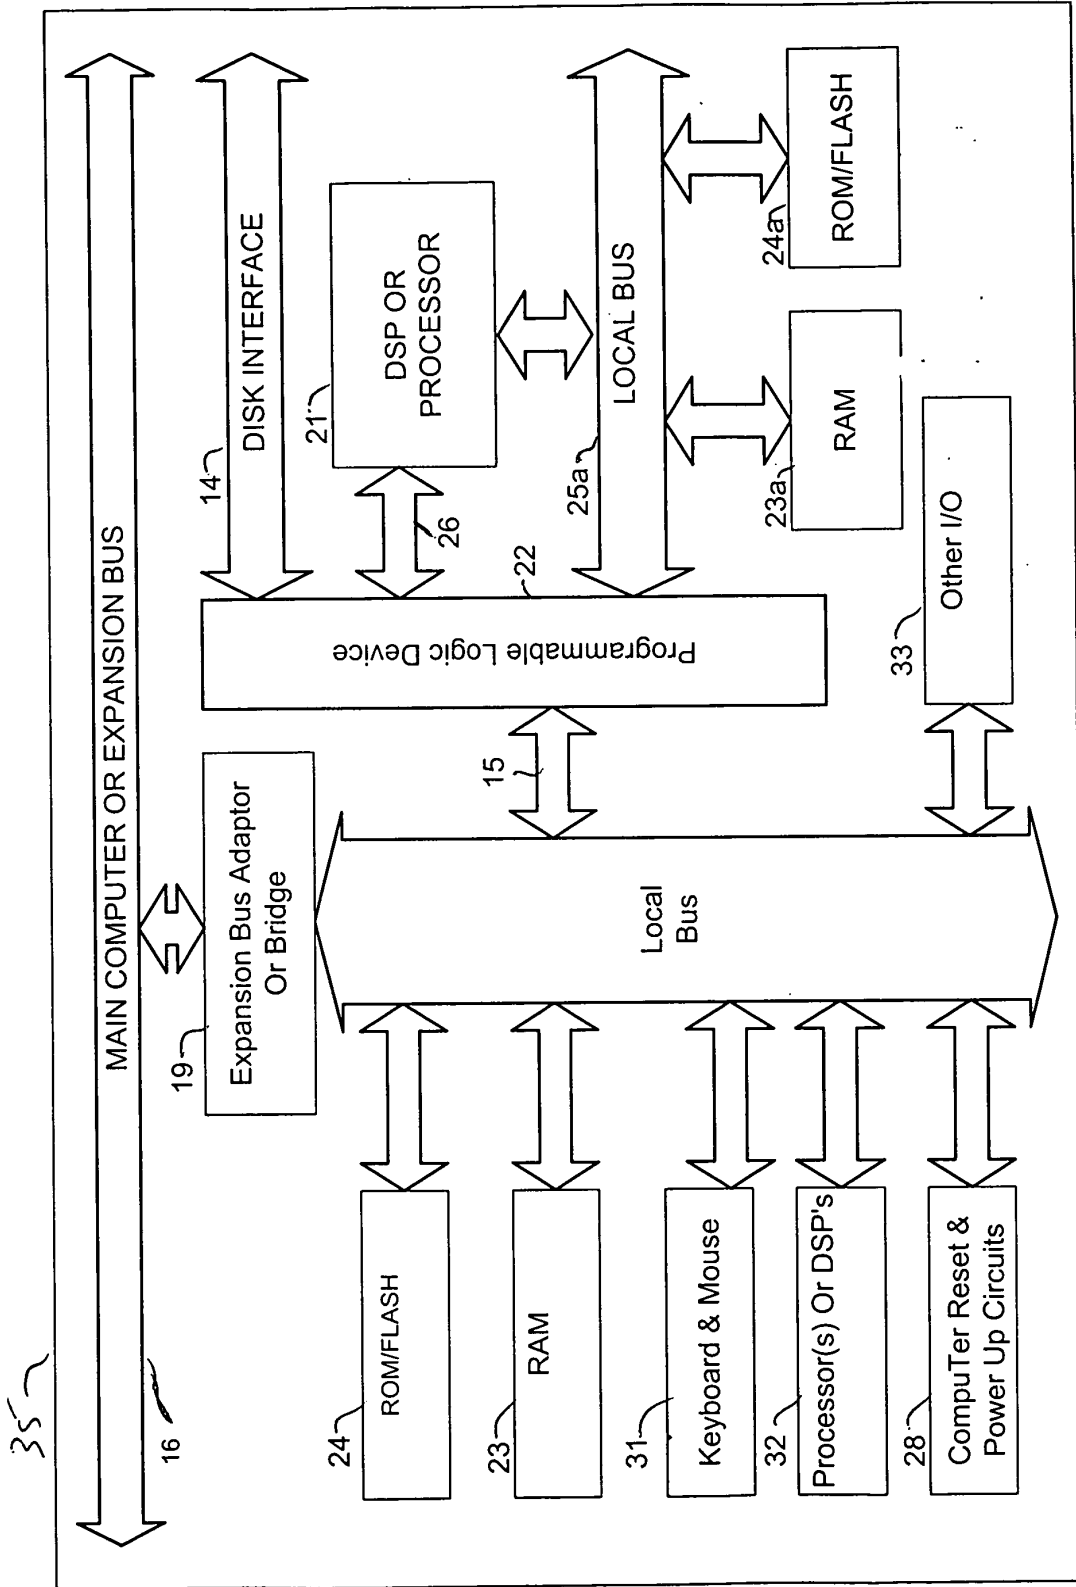 35
MAIN COMPUTER OR EXPANSION BUS
16
14
DISK INTERFACE
19
Expansion Bus Adaptor
Or Bridge
21
DSP OR
PROCESSOR
26
22
Programmable Logic Device
15
25a
LOCAL BUS
Local
Bus
24
ROM/FLASH
23
RAM
31
Keyboard & Mouse
32
Processor(s) Or DSP's
28
CompuTer Reset &
Power Up Circuits
23a
RAM
24a
ROM/FLASH
33
Other I/O